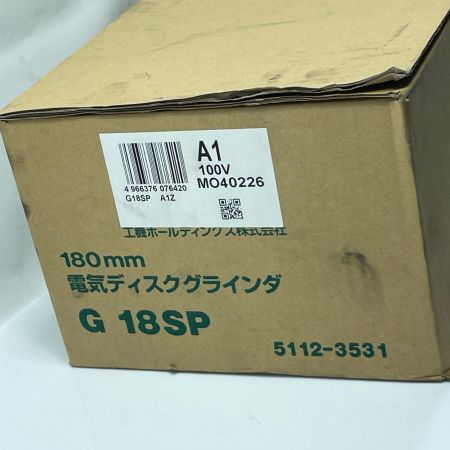 A1
100V
4 966376 076420
MO40226
G18SP A1Z
工機ホールディングス株式会社
180mm
電気ディスクグラインダ
G 18SP
5112-3531